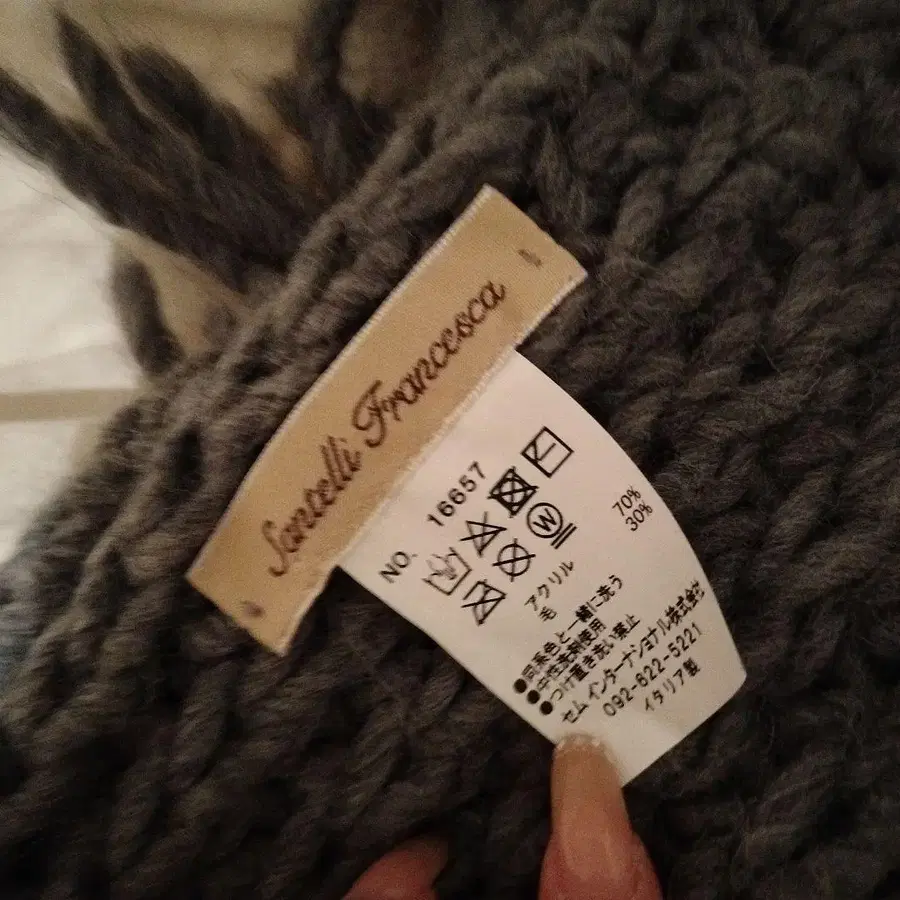 Santelli Francesca
NO. 16657
W
アクリル 70%
毛 30%
●同系色と一緒に洗う
●中性洗剤使用
●つけ置き洗い禁止
セム インターナショナル株式会社
092-622-5221
イタリア製